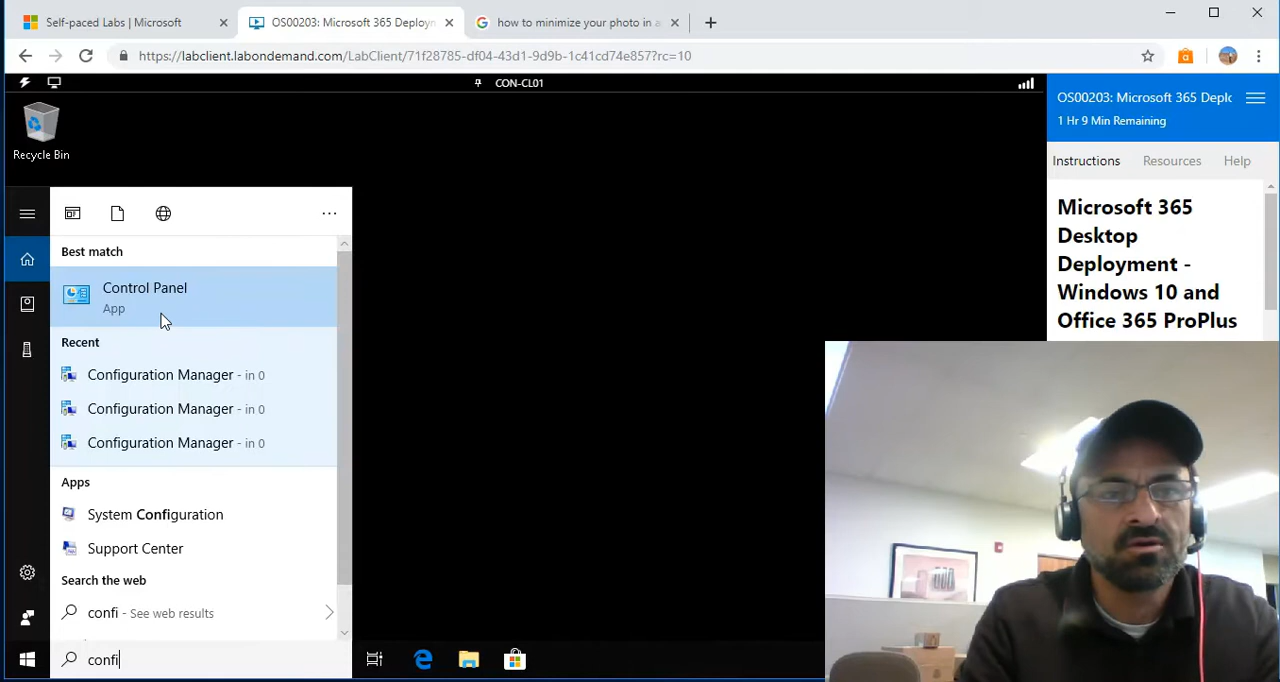 Self-paced Labs | Microsoft
OS00203: Microsoft 365 Deploym
how to minimize your photo in a
https://labclient.labondemand.com/LabClient/71f28785-df04-43d1-9d9b-1c41cd74e857?rc=10
CON-CL01
Recycle Bin
OS00203: Microsoft 365 Deplo
1 Hr 9 Min Remaining
Instructions Resources Help
Microsoft 365
Desktop
Deployment -
Windows 10 and
Office 365 ProPlus
Best match
Control Panel
App
Recent
Configuration Manager - in 0
Configuration Manager - in 0
Configuration Manager - in 0
Apps
System Configuration
Support Center
Search the web
confi - See web results
confi